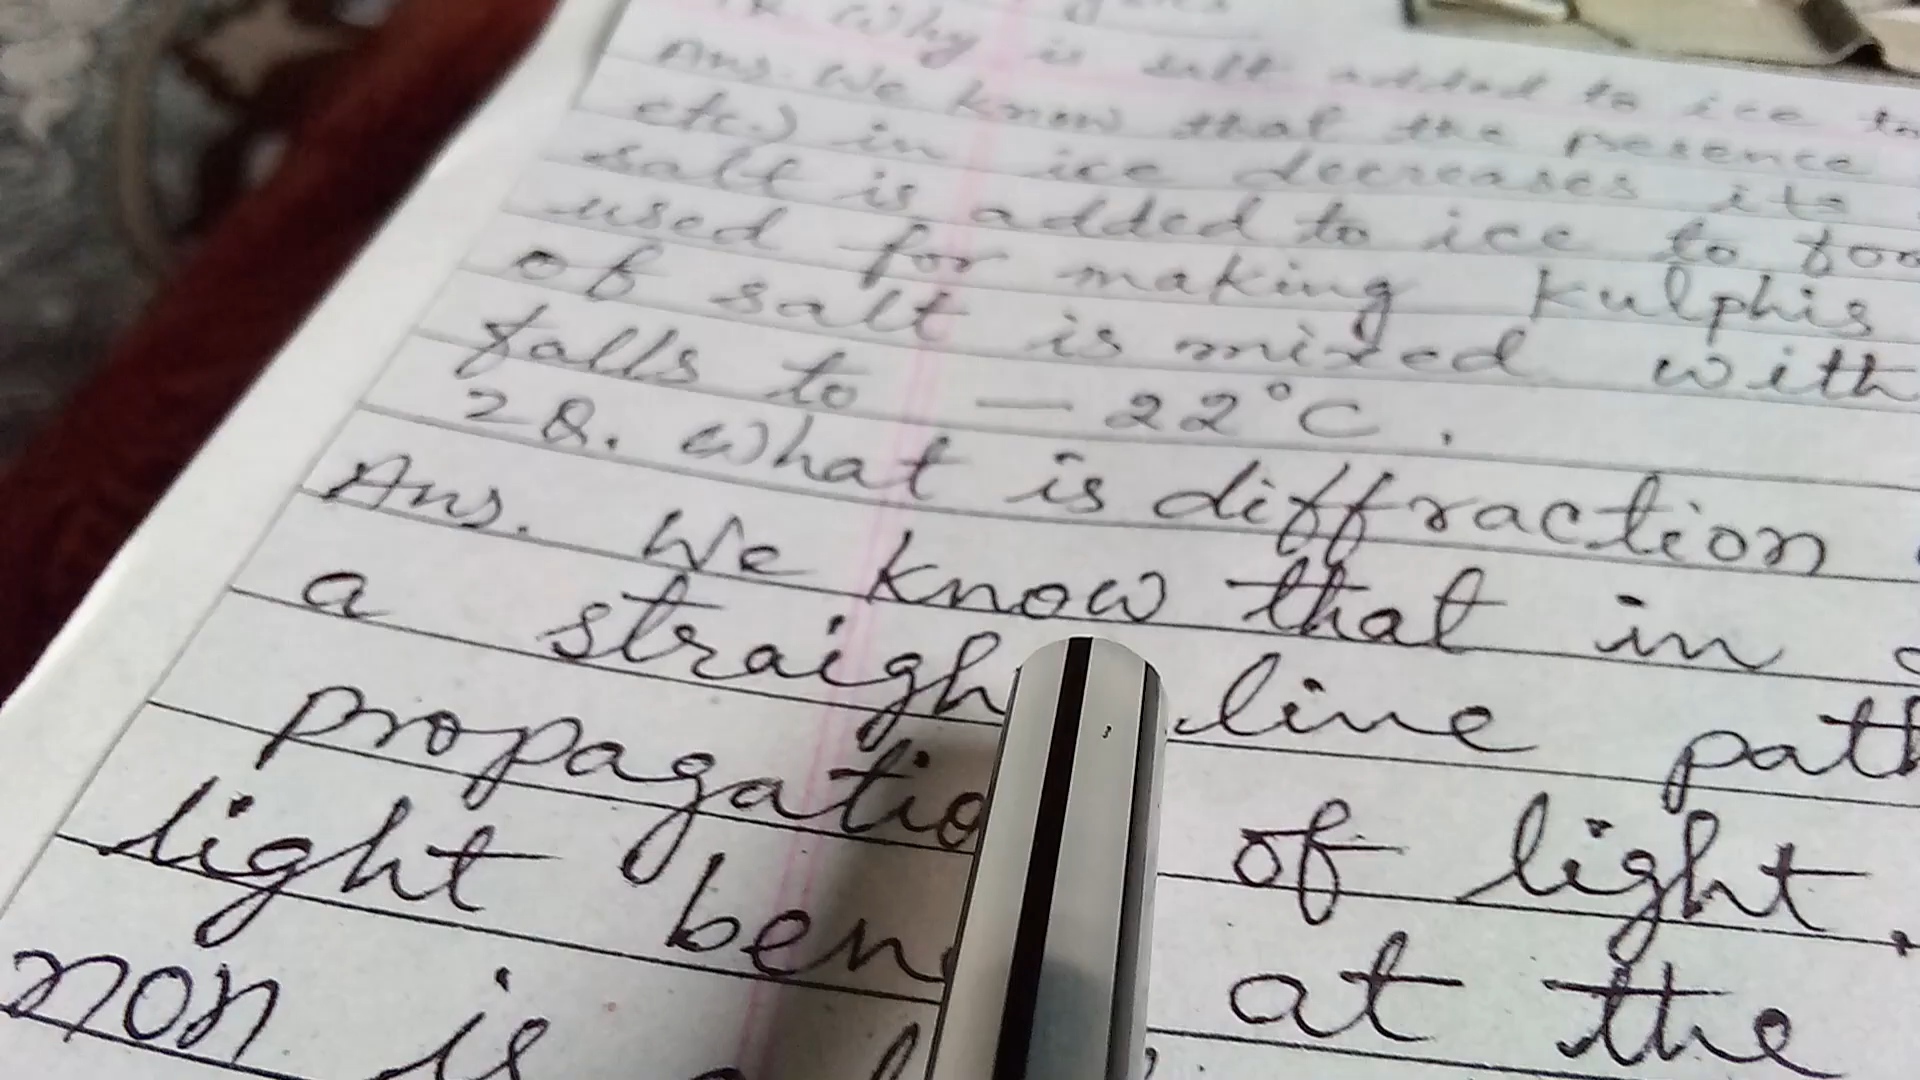 Why is salt added to ice to
Ans. We know that the presence
etc.) in ice decreases its
salt is added to ice to
used for making kulphis
of salt is mixed with
falls to -22°C.
28. What is diffraction
Ans. We know that in
a straigh line path
propagatio of light.
light ben at the
non is